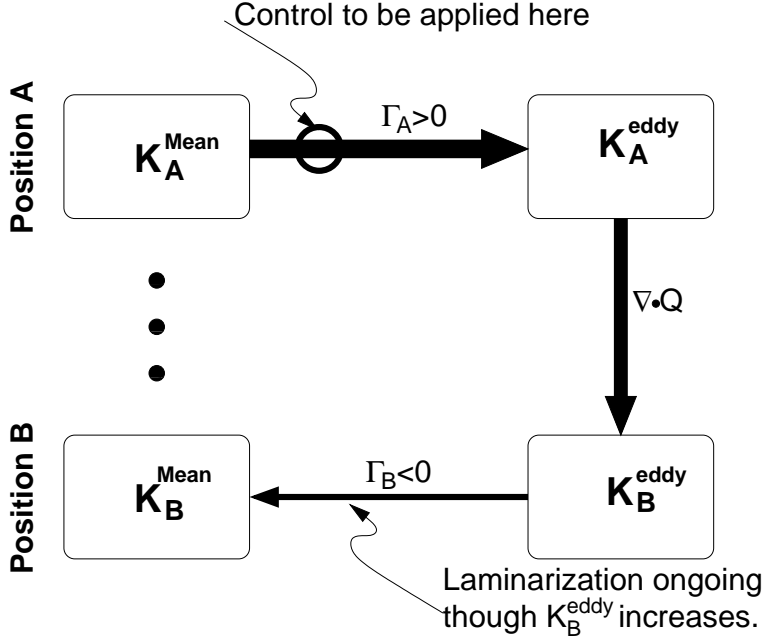 Control to be applied here
Position A
K_A^Mean
Γ_A>0
K_A^eddy
∇•Q
Position B
K_B^Mean
Γ_B<0
K_B^eddy
Laminarization ongoing
though K_B^eddy increases.